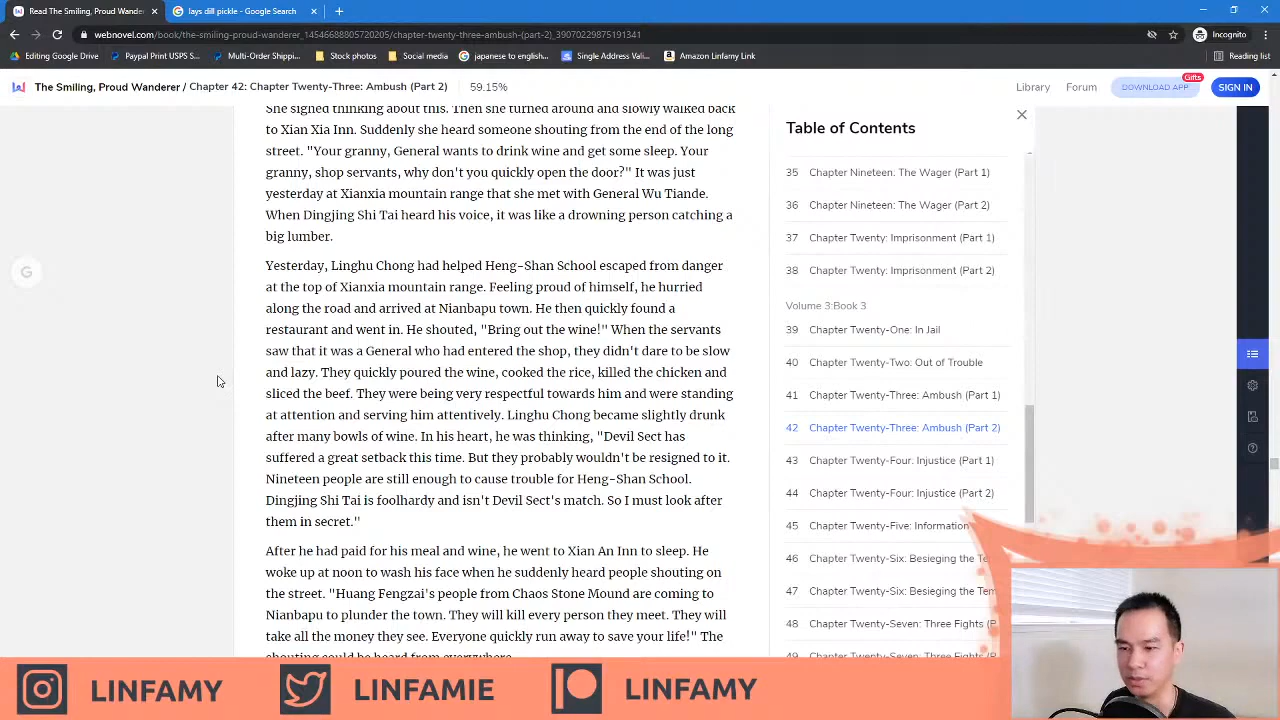 Read The Smiling, Proud Wander
lays dill pickle - Google Search
webnovel.com/book/the-smiling-proud-wanderer_14546688805720205/chapter-twenty-three-ambush-(part-2)_39070229875191341
Incognito
Editing Google Drive
Paypal Print USPS S...
Multi-Order Shippi...
Stock photos
Social media
japanese to english...
Single Address Vali...
Amazon Linfamy Link
Reading list
The Smiling, Proud Wanderer / Chapter 42: Chapter Twenty-Three: Ambush (Part 2)
59.15%
Library
Forum
DOWNLOAD APP
Gifts
SIGN IN
She signed thinking about this. Then she turned around and slowly walked back
to Xian Xia Inn. Suddenly she heard someone shouting from the end of the long
street. "Your granny, General wants to drink wine and get some sleep. Your
granny, shop servants, why don't you quickly open the door?" It was just
yesterday at Xianxia mountain range that she met with General Wu Tiande.
When Dingjing Shi Tai heard his voice, it was like a drowning person catching a
big lumber.
Yesterday, Linghu Chong had helped Heng-Shan School escaped from danger
at the top of Xianxia mountain range. Feeling proud of himself, he hurried
along the road and arrived at Nianbapu town. He then quickly found a
restaurant and went in. He shouted, "Bring out the wine!" When the servants
saw that it was a General who had entered the shop, they didn't dare to be slow
and lazy. They quickly poured the wine, cooked the rice, killed the chicken and
sliced the beef. They were being very respectful towards him and were standing
at attention and serving him attentively. Linghu Chong became slightly drunk
after many bowls of wine. In his heart, he was thinking, "Devil Sect has
suffered a great setback this time. But they probably wouldn't be resigned to it.
Nineteen people are still enough to cause trouble for Heng-Shan School.
Dingjing Shi Tai is foolhardy and isn't Devil Sect's match. So I must look after
them in secret."
After he had paid for his meal and wine, he went to Xian An Inn to sleep. He
woke up at noon to wash his face when he suddenly heard people shouting on
the street. "Huang Fengzai's people from Chaos Stone Mound are coming to
Nianbapu to plunder the town. They will kill every person they meet. They will
take all the money they see. Everyone quickly run away to save your life!" The
shouting could be heard from everywhere.
Table of Contents
35 Chapter Nineteen: The Wager (Part 1)
36 Chapter Nineteen: The Wager (Part 2)
37 Chapter Twenty: Imprisonment (Part 1)
38 Chapter Twenty: Imprisonment (Part 2)
Volume 3:Book 3
39 Chapter Twenty-One: In Jail
40 Chapter Twenty-Two: Out of Trouble
41 Chapter Twenty-Three: Ambush (Part 1)
42 Chapter Twenty-Three: Ambush (Part 2)
43 Chapter Twenty-Four: Injustice (Part 1)
44 Chapter Twenty-Four: Injustice (Part 2)
45 Chapter Twenty-Five: Information
46 Chapter Twenty-Six: Besieging the Te
47 Chapter Twenty-Six: Besieging the Tem
48 Chapter Twenty-Seven: Three Fights (P
49 Chapter Twenty-Seven: Three Fights (P
G
LINFAMY
LINFAMIE
LINFAMY